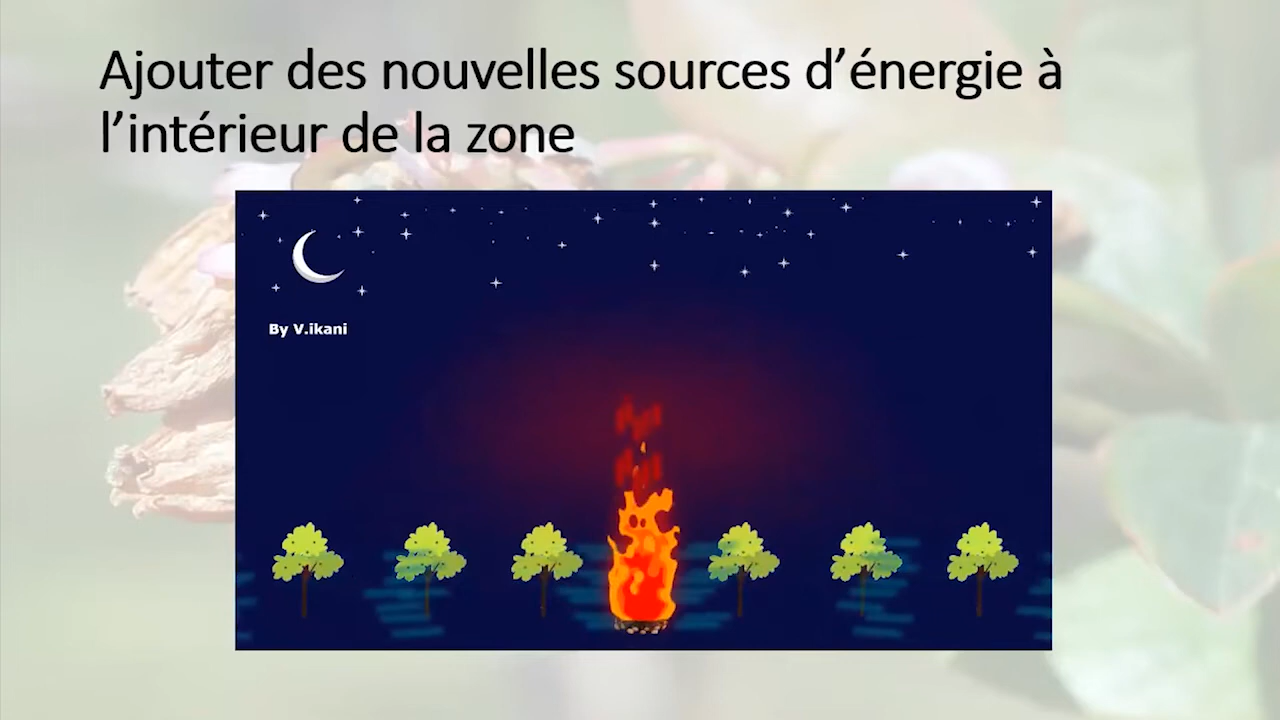 Ajouter des nouvelles sources d’énergie à
l’intérieur de la zone
By V.ikani